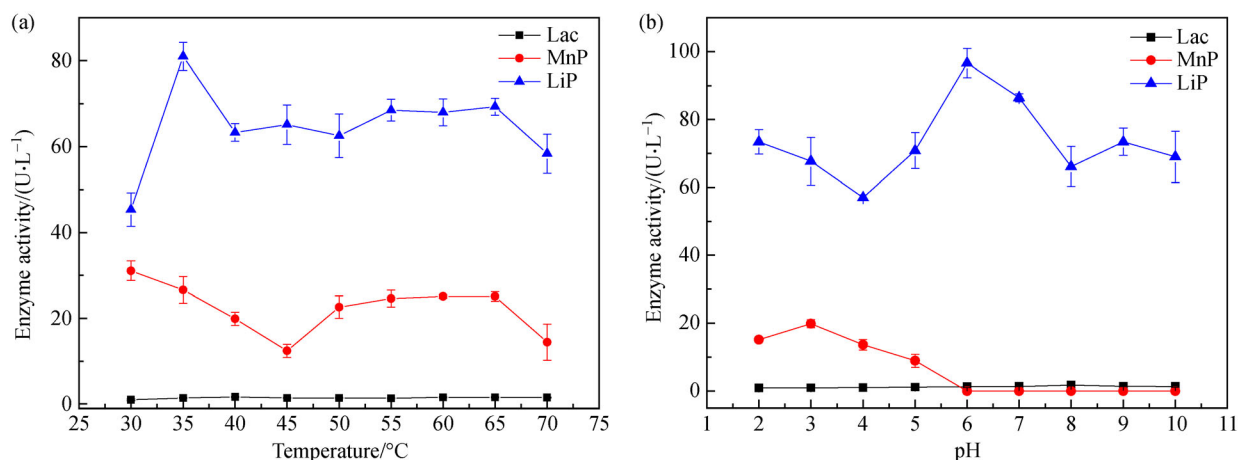 (a)
Lac
MnP
LiP
Enzyme activity/(U·L⁻¹)
80
60
40
20
0
25 30 35 40 45 50 55 60 65 70 75
Temperature/°C
(b)
Lac
MnP
LiP
Enzyme activity/(U·L⁻¹)
100
80
60
40
20
0
1 2 3 4 5 6 7 8 9 10 11
pH